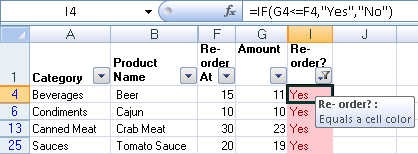 I4 fx =IF(G4<=F4,"Yes","No")
A B F G I J
1 Category Product Name Re-order At Amount Re-order?
4 Beverages Beer 15 11 Yes
6 Condiments Cajun 10 10 Yes
13 Canned Meat Crab Meat 30 23 Yes
25 Sauces Tomato Sauce 20 19 Yes
Re- order? :
Equals a cell color